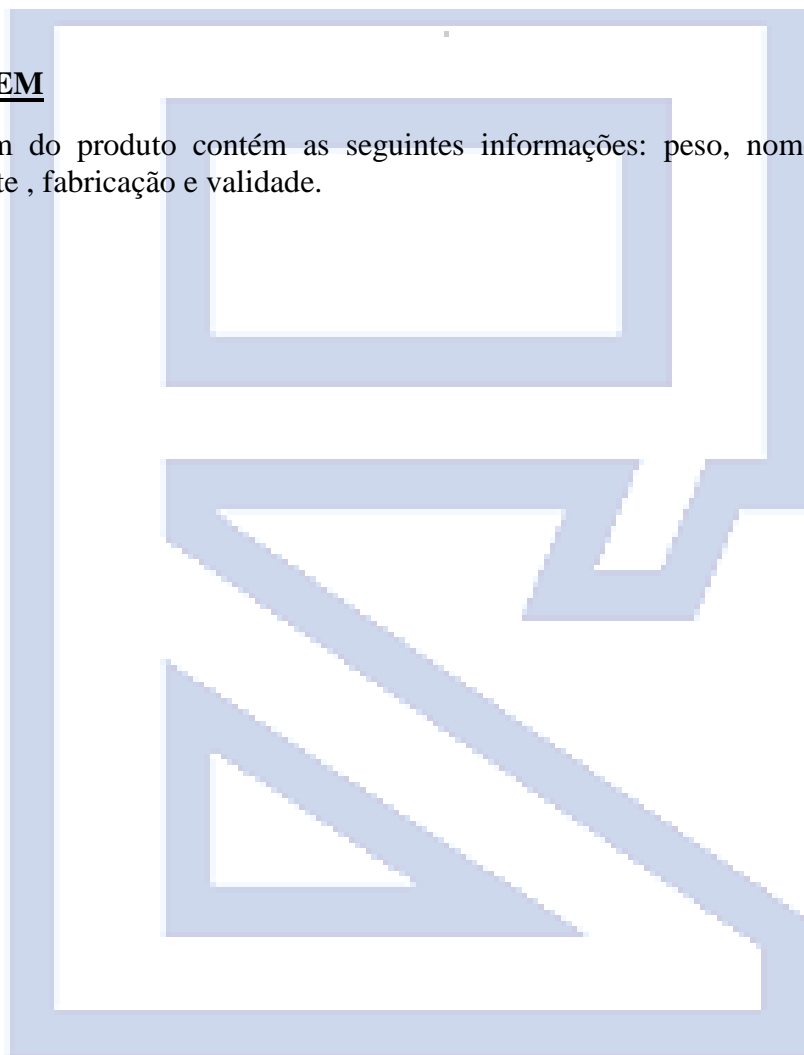 EM
m do produto contém as seguintes informações: peso, nom
te , fabricação e validade.